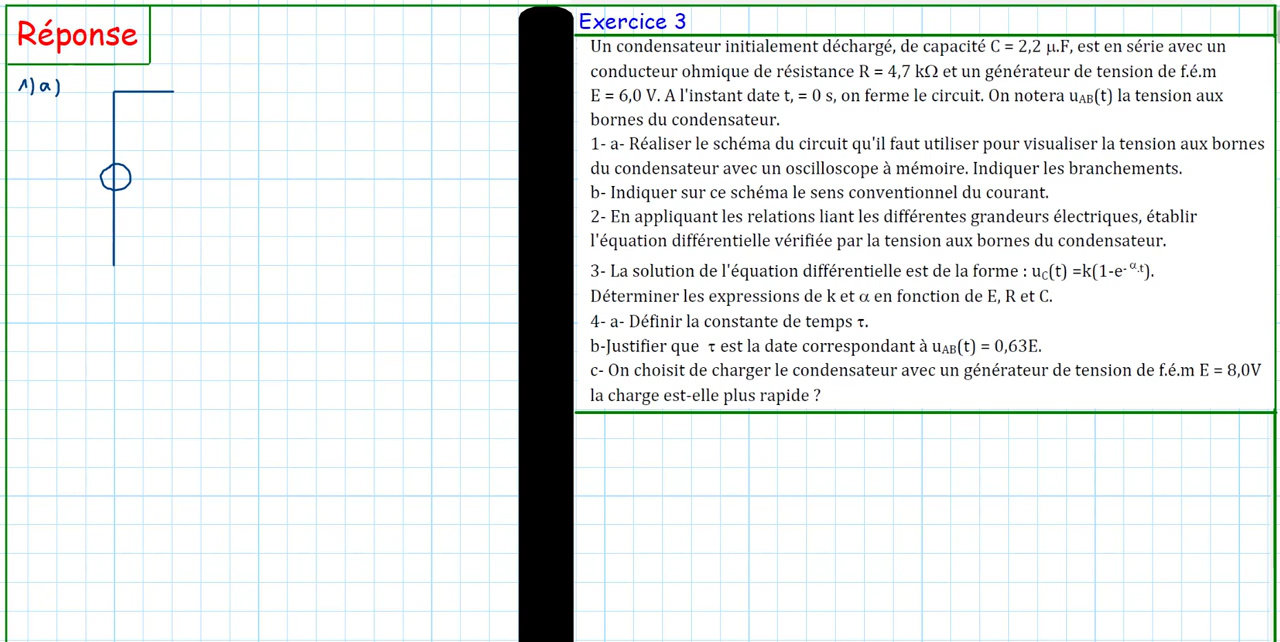 Réponse
1) a)
Exercice 3
Un condensateur initialement déchargé, de capacité C = 2,2 μ.F, est en série avec un
conducteur ohmique de résistance R = 4,7 kΩ et un générateur de tension de f.é.m
E = 6,0 V. A l'instant date t, = 0 s, on ferme le circuit. On notera uAB(t) la tension aux
bornes du condensateur.
1- a- Réaliser le schéma du circuit qu'il faut utiliser pour visualiser la tension aux bornes
du condensateur avec un oscilloscope à mémoire. Indiquer les branchements.
b- Indiquer sur ce schéma le sens conventionnel du courant.
2- En appliquant les relations liant les différentes grandeurs électriques, établir
l'équation différentielle vérifiée par la tension aux bornes du condensateur.
3- La solution de l'équation différentielle est de la forme : uC(t) =k(1-e-α.t).
Déterminer les expressions de k et α en fonction de E, R et C.
4- a- Définir la constante de temps τ.
b-Justifier que τ est la date correspondant à uAB(t) = 0,63E.
c- On choisit de charger le condensateur avec un générateur de tension de f.é.m E = 8,0V
la charge est-elle plus rapide ?